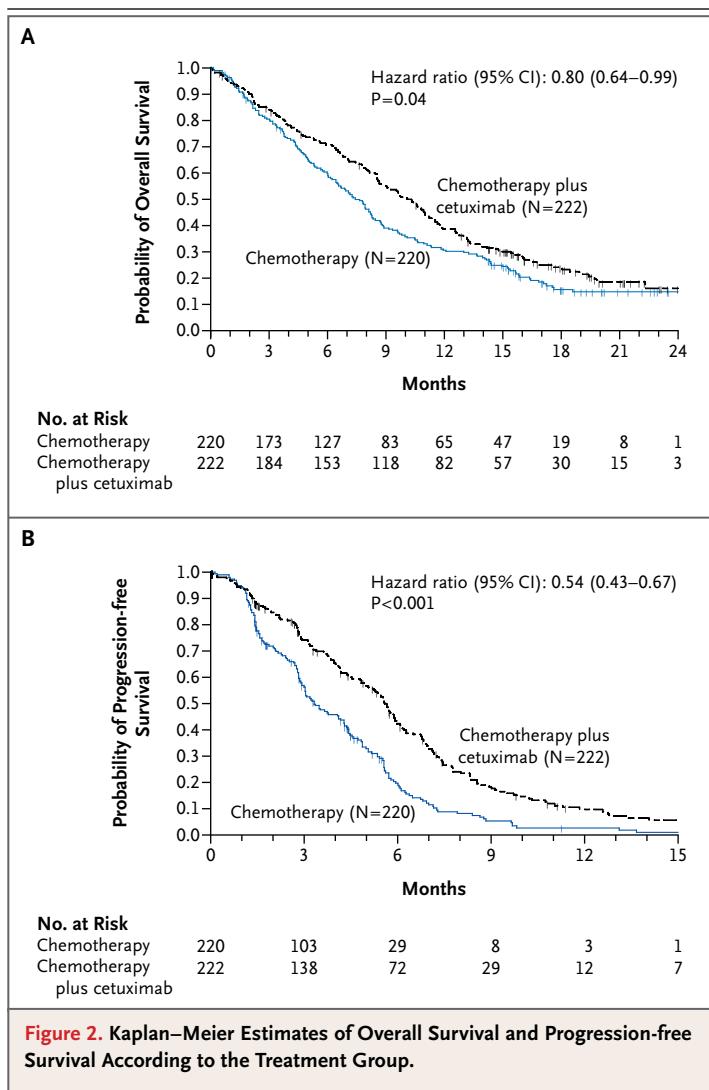 A
Hazard ratio (95% CI): 0.80 (0.64–0.99)
P=0.04
Probability of Overall Survival
1.0
0.9
0.8
0.7
0.6
0.5
0.4
0.3
0.2
0.1
0.0
Chemotherapy plus
cetuximab (N=222)
Chemotherapy (N=220)
0 3 6 9 12 15 18 21 24
Months
No. at Risk
Chemotherapy 220 173 127 83 65 47 19 8 1
Chemotherapy 222 184 153 118 82 57 30 15 3
plus cetuximab
B
Hazard ratio (95% CI): 0.54 (0.43–0.67)
P<0.001
Probability of Progression-free
Survival
1.0
0.9
0.8
0.7
0.6
0.5
0.4
0.3
0.2
0.1
0.0
Chemotherapy plus
cetuximab (N=222)
Chemotherapy (N=220)
0 3 6 9 12 15
Months
No. at Risk
Chemotherapy 220 103 29 8 3 1
Chemotherapy 222 138 72 29 12 7
plus cetuximab
Figure 2. Kaplan–Meier Estimates of Overall Survival and Progression-free
Survival According to the Treatment Group.